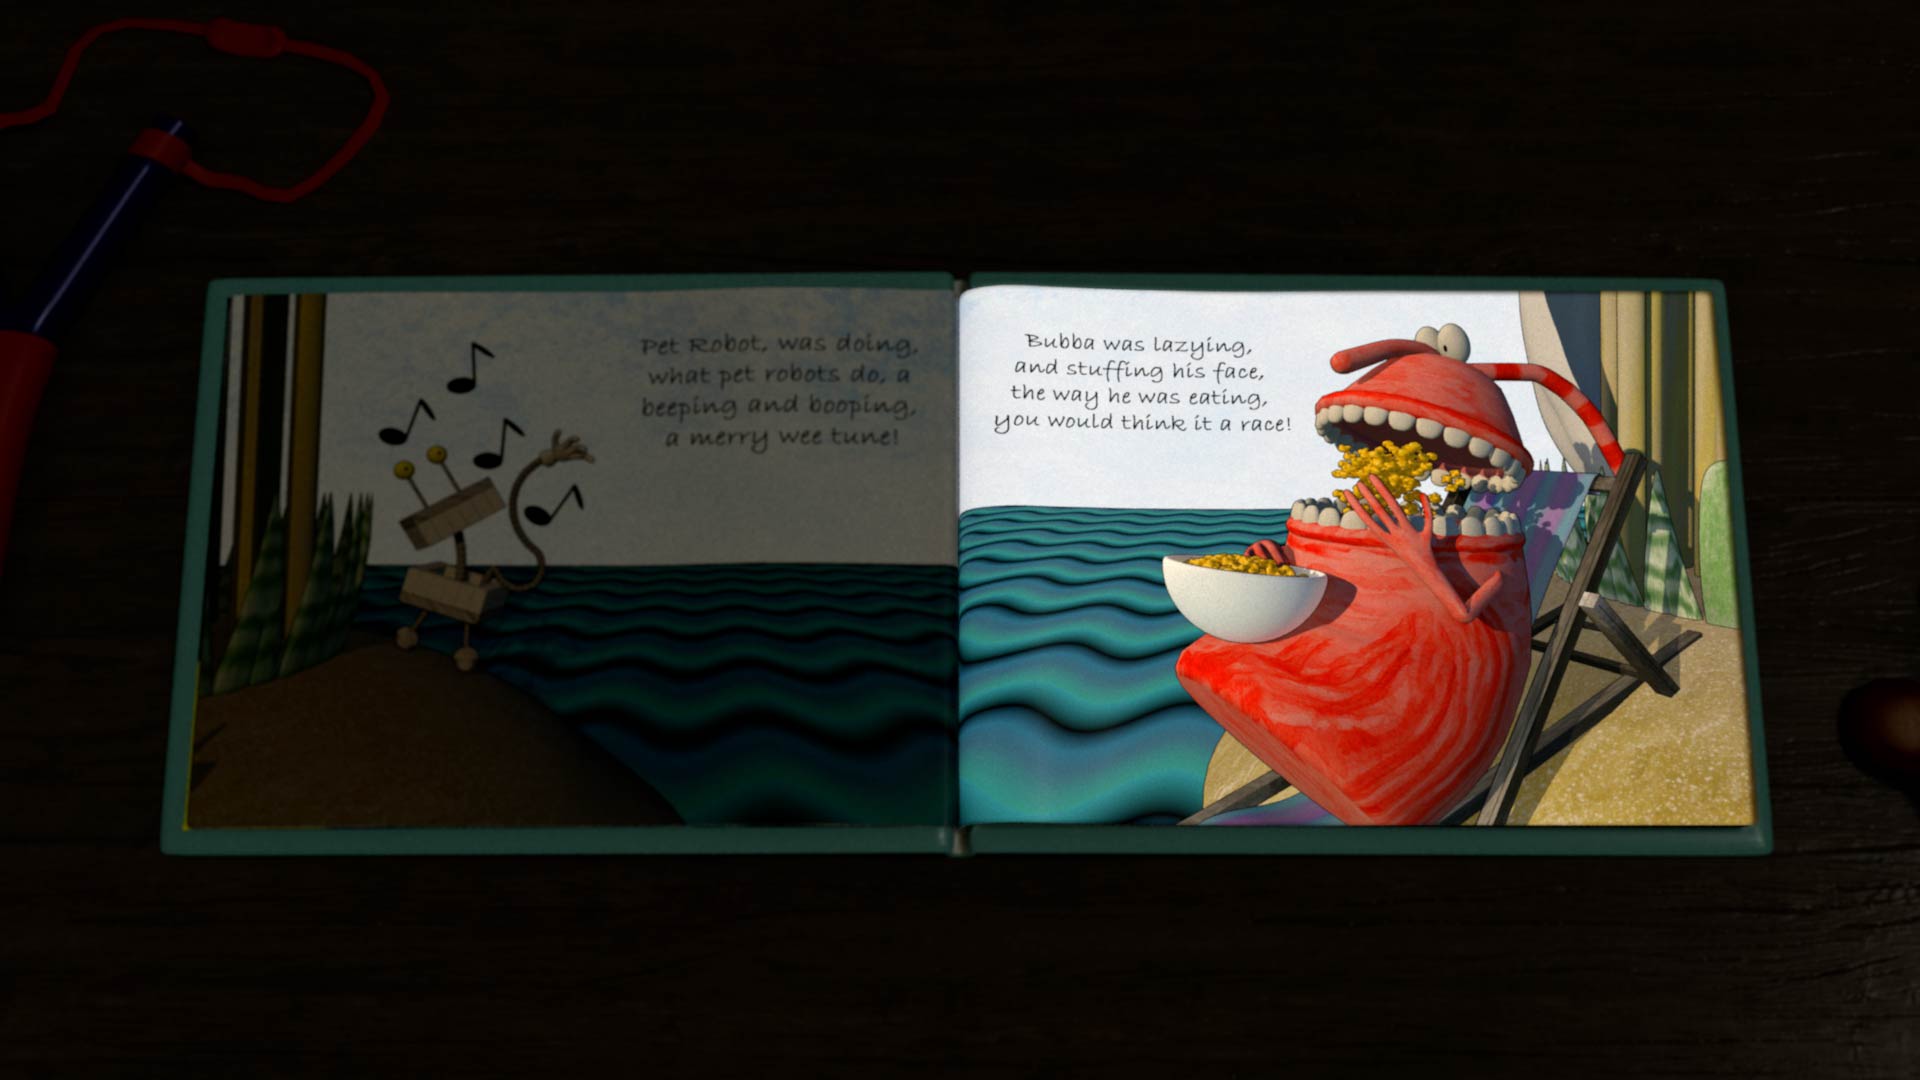 Pet Robot, was doing,
what pet robots do, a
beeping and booping,
a merry wee tune!
Bubba was lazying,
and stuffing his face,
the way he was eating,
you would think it a race!